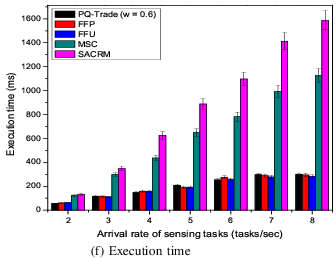 PQ-Trade (w = 0.6)
FFP
FFU
MSC
SACRM
Execution time (ms)
1600
1400
1200
1000
800
600
400
200
0
2 3 4 5 6 7 8
Arrival rate of sensing tasks (tasks/sec)
(f) Execution time